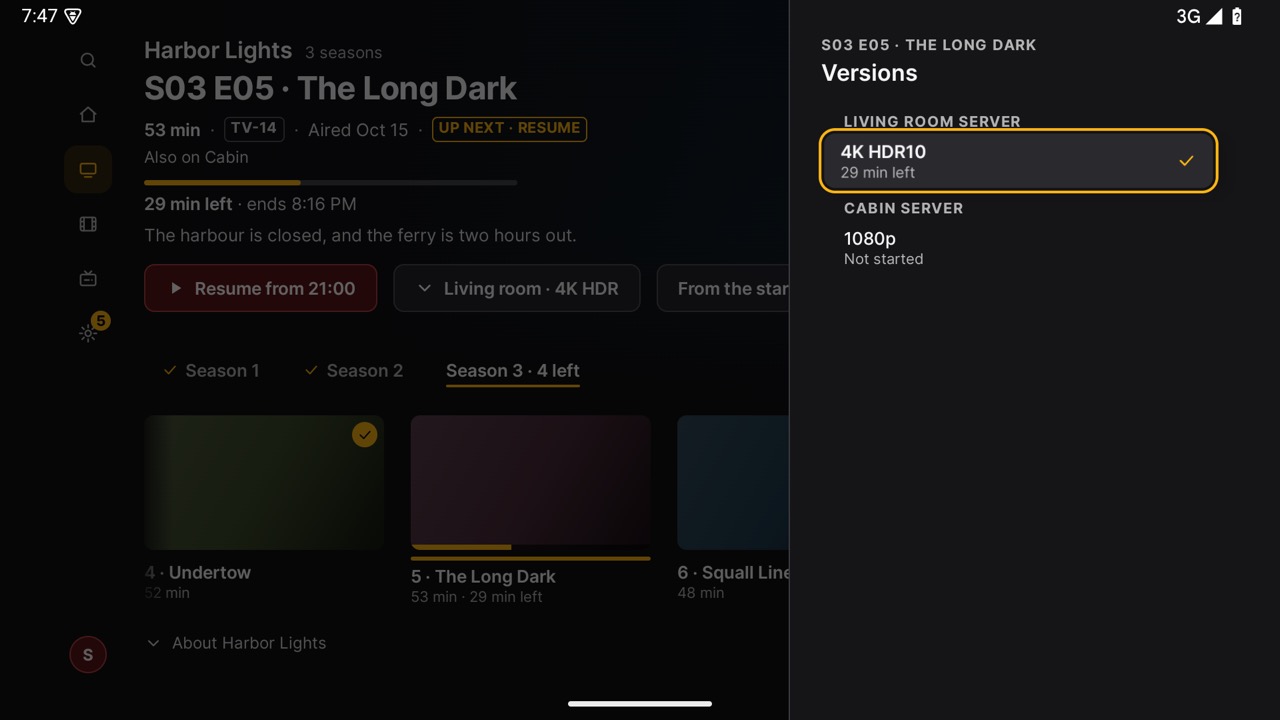 7:47
3G
Harbor Lights 3 seasons
S03 E05 · The Long Dark
53 min · TV-14 · Aired Oct 15 · UP NEXT · RESUME
Also on Cabin
29 min left · ends 8:16 PM
The harbour is closed, and the ferry is two hours out.
Resume from 21:00
Living room · 4K HDR
From the star
5
Season 1
Season 2
Season 3 · 4 left
4 · Undertow
52 min
5 · The Long Dark
53 min · 29 min left
6 · Squall Line
48 min
About Harbor Lights
S
S03 E05 · THE LONG DARK
Versions
LIVING ROOM SERVER
4K HDR10
29 min left
CABIN SERVER
1080p
Not started